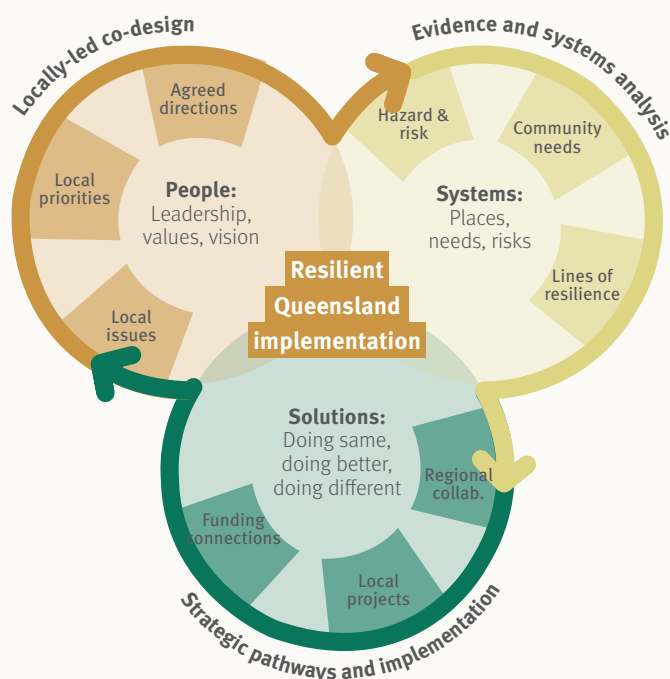 Locally-led co-design
Agreed
directions
Local
priorities
People:
Leadership,
values, vision
Local
issues
Evidence and systems analysis
Hazard &
risk
Community
needs
Systems:
Places,
needs, risks
Lines of
resilience
Resilient
Queensland
implementation
Solutions:
Doing same,
doing better,
doing different
Regional
collab.
Funding
connections
Local
projects
Strategic pathways and implementation